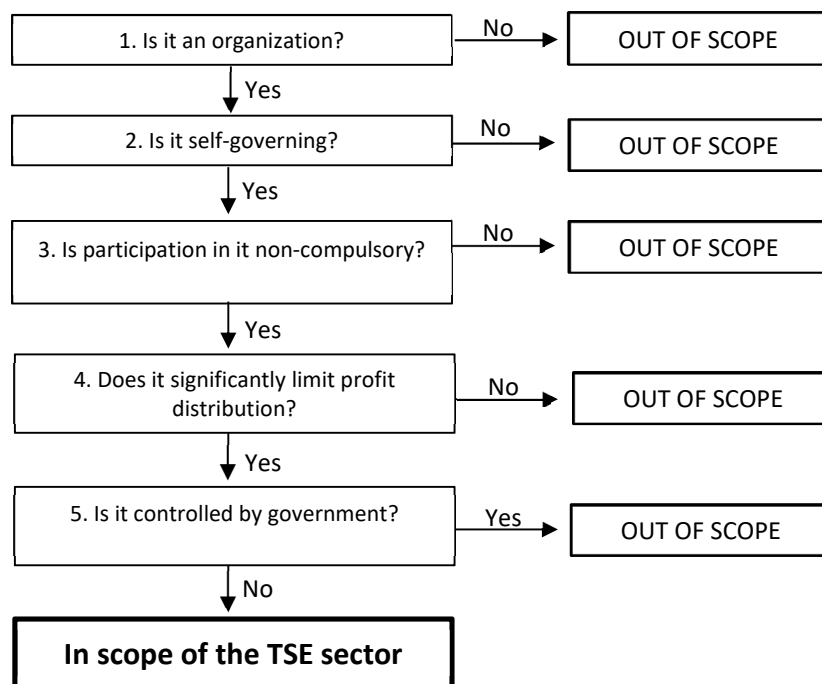 1. Is it an organization?
No
OUT OF SCOPE
Yes
2. Is it self-governing?
No
OUT OF SCOPE
Yes
3. Is participation in it non-compulsory?
No
OUT OF SCOPE
Yes
4. Does it significantly limit profit
distribution?
No
OUT OF SCOPE
Yes
5. Is it controlled by government?
Yes
OUT OF SCOPE
No
In scope of the TSE sector